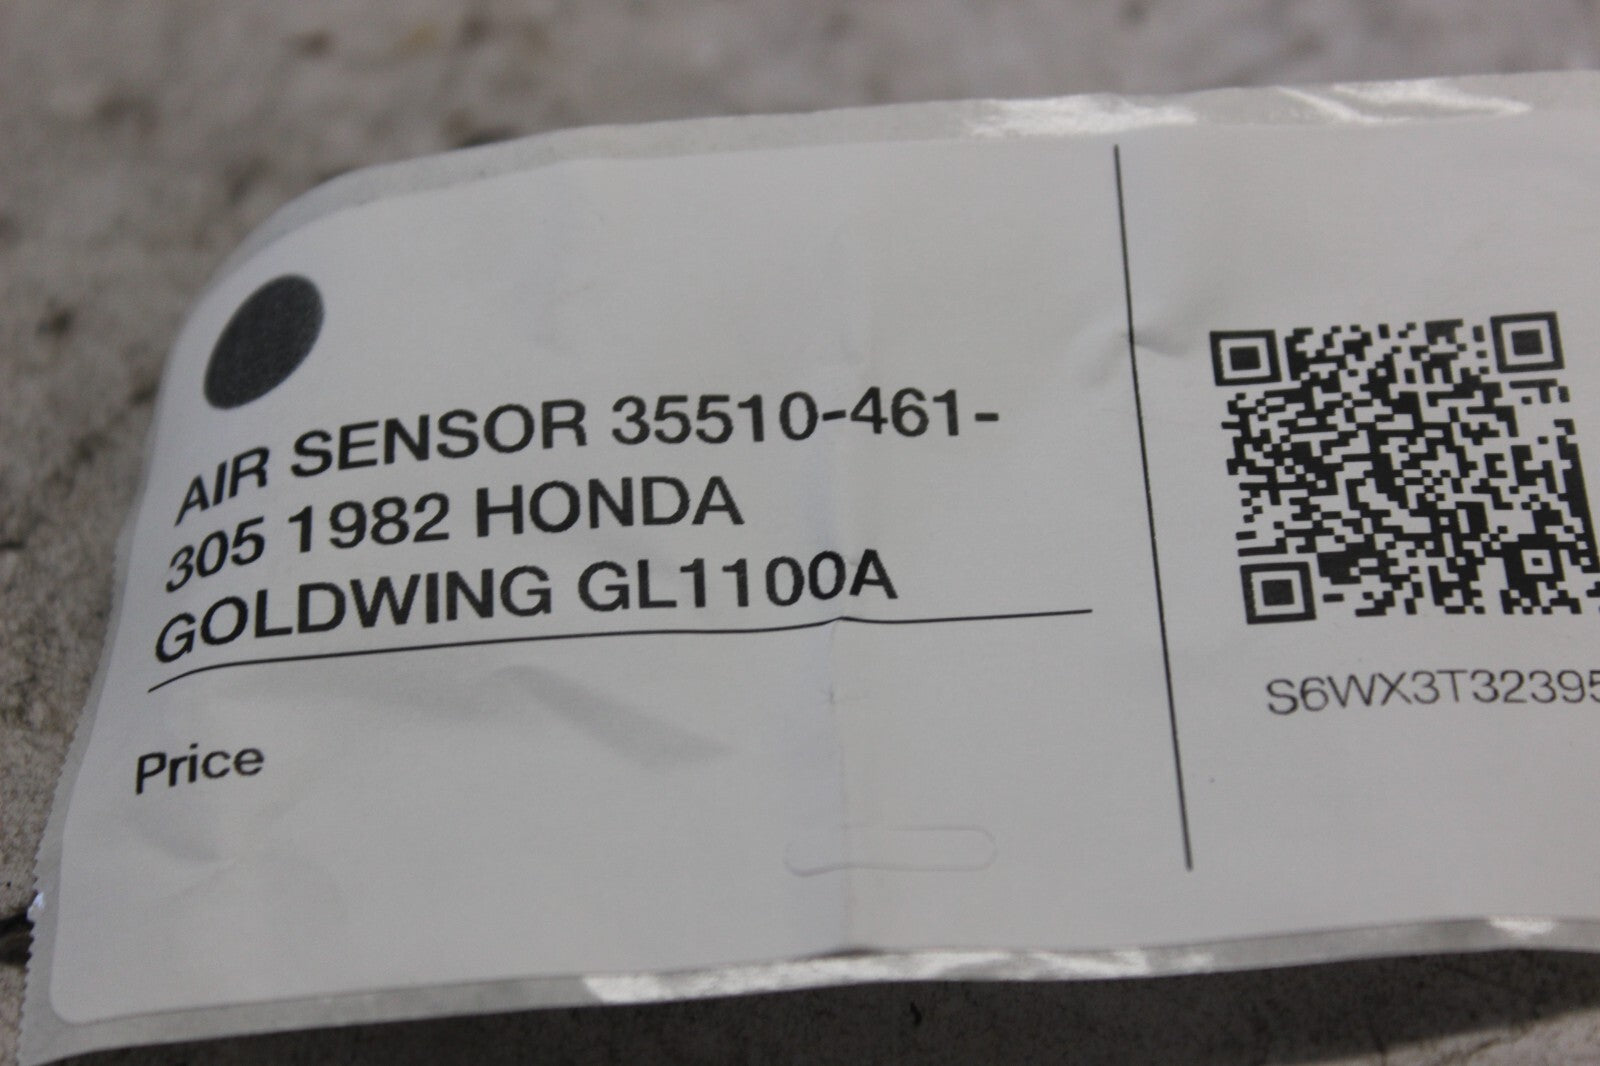 AIR SENSOR 35510-461-
305 1982 HONDA
GOLDWING GL1100A
Price
S6WX3T32395